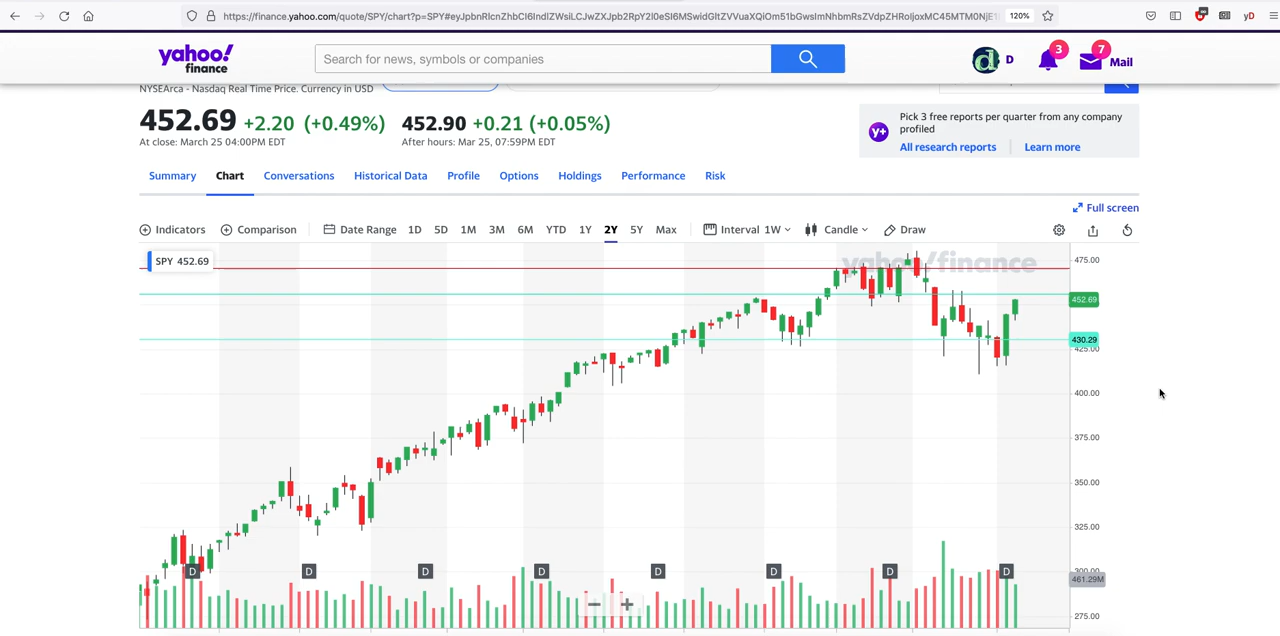 https://finance.yahoo.com/quote/SPY/chart?p=SPY#
120%
yD
yahoo!
finance
Search for news, symbols or companies
D
3
7
Mail
NYSEArca - Nasdaq Real Time Price. Currency in USD
452.69 +2.20 (+0.49%) 452.90 +0.21 (+0.05%)
At close: March 25 04:00PM EDT After hours: Mar 25, 07:59PM EDT
y+
Pick 3 free reports per quarter from any company
profiled
All research reports Learn more
Summary Chart Conversations Historical Data Profile Options Holdings Performance Risk
Full screen
Indicators Comparison Date Range 1D 5D 1M 3M 6M YTD 1Y 2Y 5Y Max Interval 1W Candle Draw
SPY 452.69
yahoo!finance
475.00
452.69
430.29
425.00
400.00
375.00
350.00
325.00
300.00
D D D D D D D D
461.29M
275.00